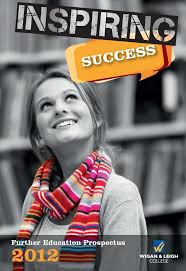 INSPIRING
SUCCESS
Further Education Prospectus
2012
WIGAN & LEIGH
COLLEGE